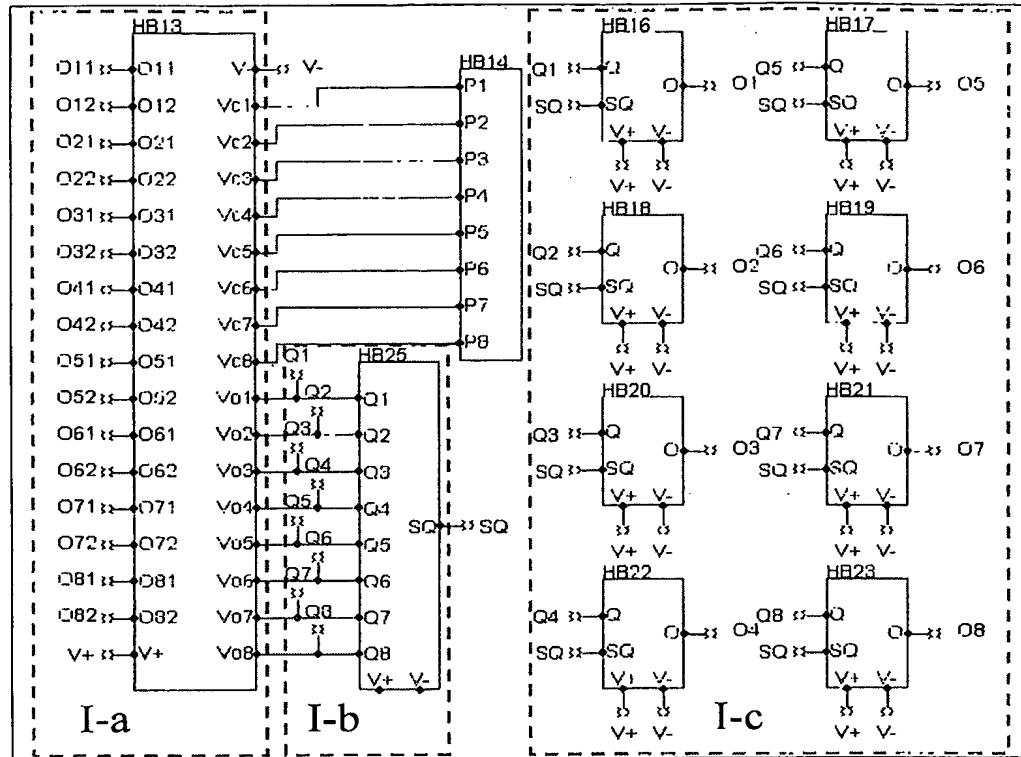 HB13
O11 O11 V- V-
O12 O12 Vc1
O21 O21 Vc2
O22 O22 Vc3
O31 O31 Vc4
O32 O32 Vc5
O41 O41 Vc6
O42 O42 Vc7
O51 O51 Vc8
O52 O52 Vo1
O61 O61 Vo2
O62 O62 Vo3
O71 O71 Vo4
O72 O72 Vo5
O81 O81 Vo6
O82 O82 Vo7
V+ V+ Vo8
I-a
HB14
P1
P2
P3
P4
P5
P6
P7
P8
HB25
Q1 Q1
Q2 Q2
Q3 Q3
Q4 Q4
Q5 Q5
Q6 Q6
Q7 Q7
Q8 Q8
SQ SQ
V+ V-
I-b
HB16
Q1 Q
SQ SQ
O O1
V+ V-
V+ V-
HB17
Q5 Q
SQ SQ
O O5
V+ V-
V+ V-
HB18
Q2 Q
SQ SQ
O O2
V+ V-
V+ V-
HB19
Q6 Q
SQ SQ
O O6
V+ V-
V+ V-
HB20
Q3 Q
SQ SQ
O O3
V+ V-
V+ V-
HB21
Q7 Q
SQ SQ
O O7
V+ V-
V+ V-
HB22
Q4 Q
SQ SQ
O O4
V+ V-
V+ V-
HB23
Q8 Q
SQ SQ
O O8
V+ V-
V+ V-
I-c